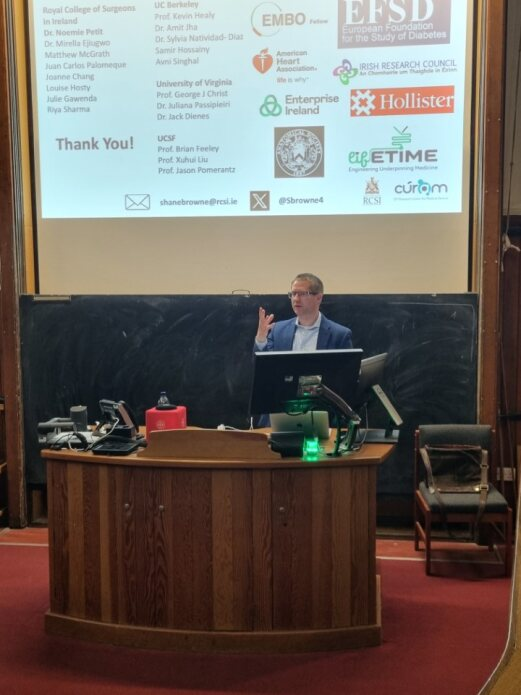 Royal College of Surgeons
in Ireland
Dr. Noemie Petit
Dr. Mirella Ejiugwo
Matthew McGrath
Juan Carlos Palomeque
Joanne Chang
Louise Hosty
Julie Gawenda
Riya Sharma
Thank You!
UC Berkeley
Prof. Kevin Healy
Dr. Amit Jha
Dr. Sylvia Natividad- Diaz
Samir Hossainy
Avni Singhal
University of Virginia
Prof. George J Christ
Dr. Juliana Passipieri
Dr. Jack Dienes
UCSF
Prof. Brian Feeley
Prof. Xuhui Liu
Prof. Jason Pomerantz
EMBO Fellow
EFSD
European Foundation
for the Study of Diabetes
American
Heart
Association®
life is why™
IRISH RESEARCH COUNCIL
An Chomhairle um Thaighde in Éirinn
Enterprise
Ireland
Hollister
lifETIME
Engineering Underpinning Medicine
RCSI
cúram
shanebrowne@rcsi.ie
@Sbrowne4